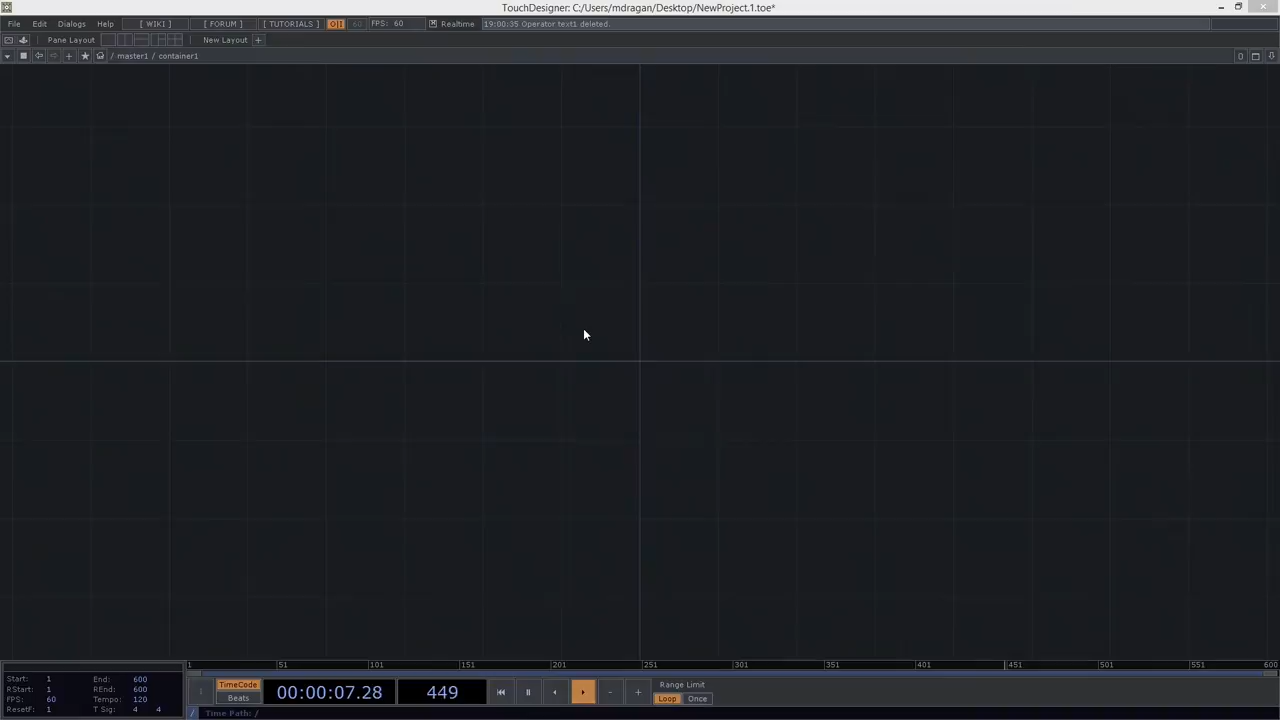 TouchDesigner: C:/Users/mdragan/Desktop/NewProject.1.toe*
File Edit Dialogs Help [ WIKI ] [ FORUM ] [ TUTORIALS ] O|I 60 FPS: 60 Realtime 19:00:35 Operator text1 deleted.
Pane Layout New Layout +
/ master1 / container1 0
1 51 101 151 201 251 301 351 401 451 501 551 600
Start: 1 End: 600
RStart: 1 REnd: 600
FPS: 60 Tempo: 120
ResetF: 1 T Sig: 4 4
TimeCode
Beats
00:00:07.28 449 - +
Range Limit
Loop Once
/ Time Path: /